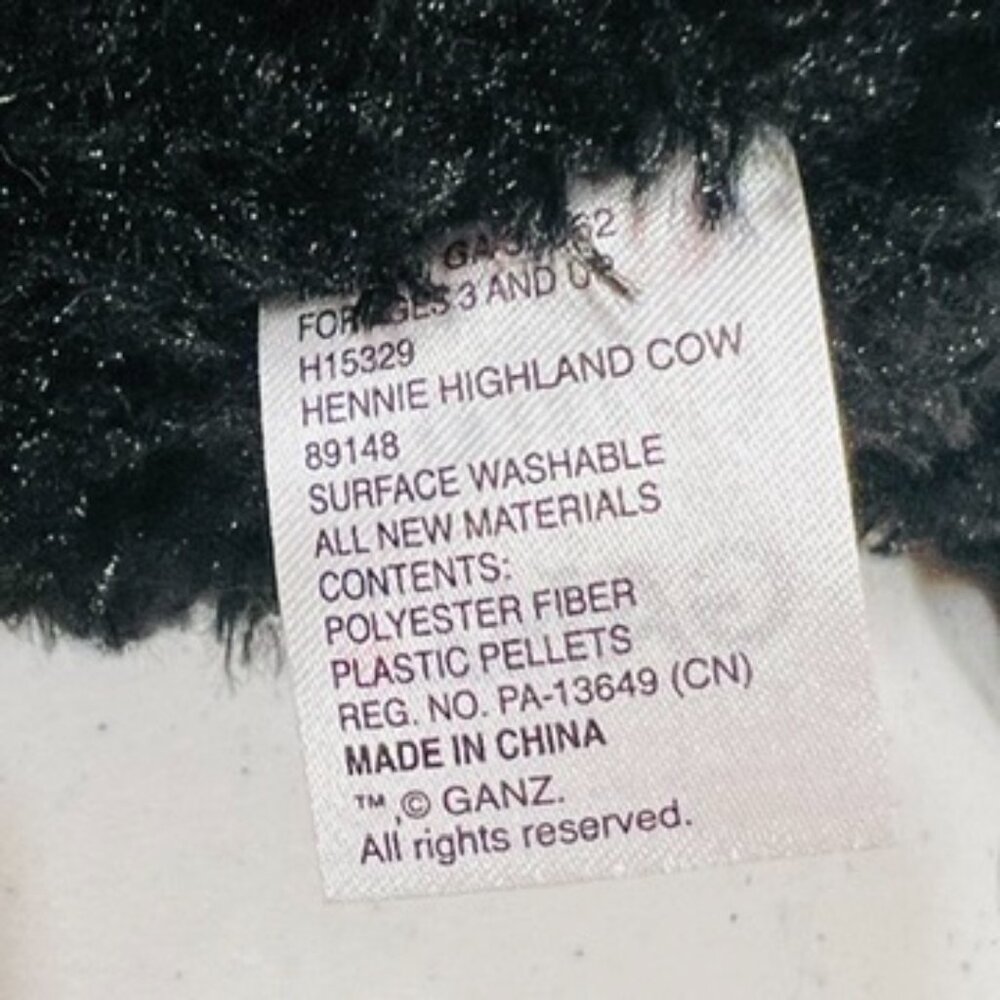 FOR AGES 3 AND UP
H15329
HENNIE HIGHLAND COW
89148
SURFACE WASHABLE
ALL NEW MATERIALS
CONTENTS:
POLYESTER FIBER
PLASTIC PELLETS
REG. NO. PA-13649 (CN)
MADE IN CHINA
™,© GANZ.
All rights reserved.